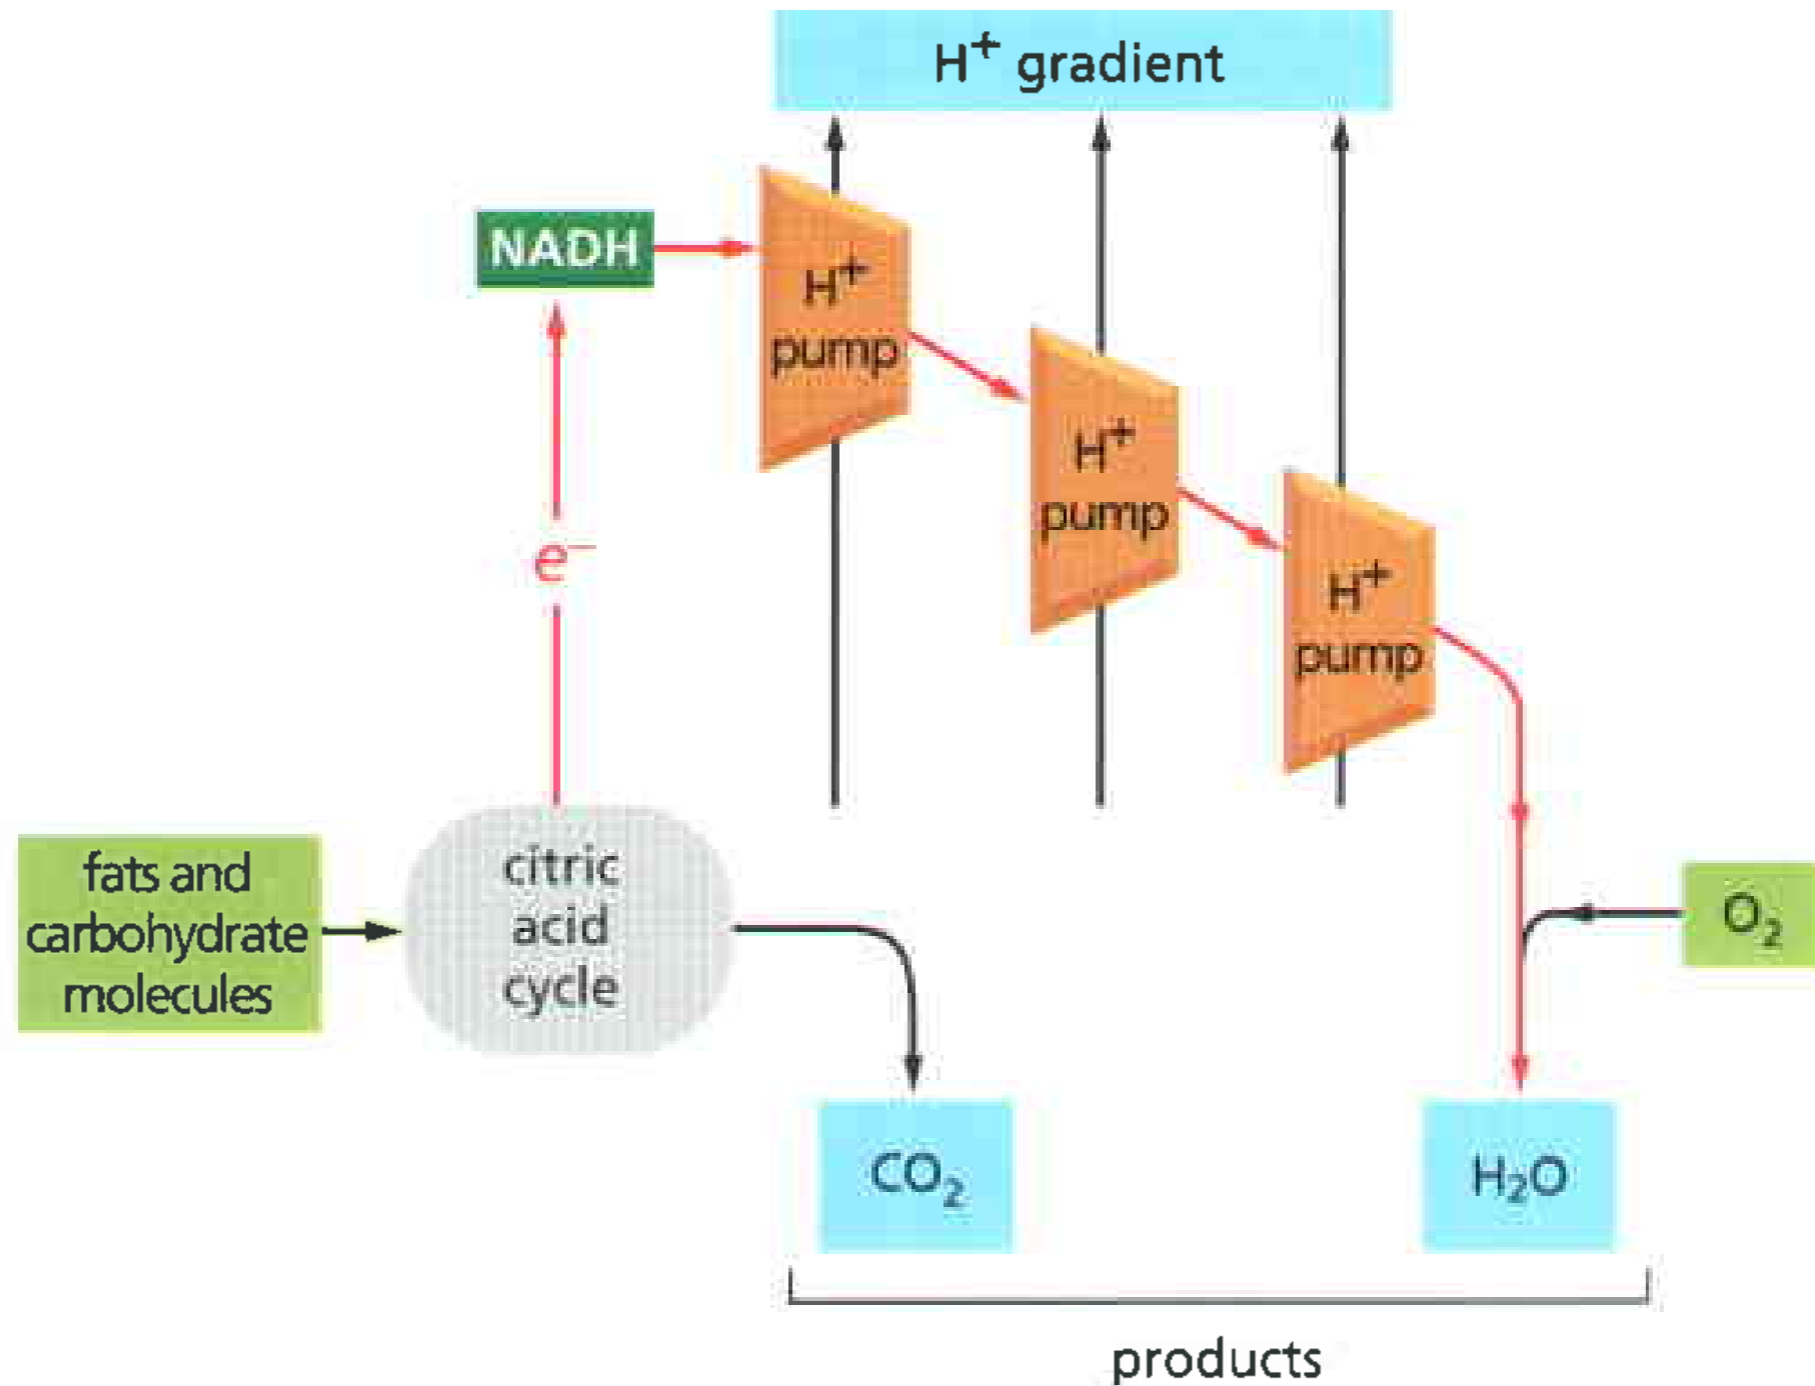 H⁺ gradient
NADH
H⁺
pump
H⁺
pump
H⁺
pump
e⁻
fats and
carbohydrate
molecules
citric
acid
cycle
O₂
CO₂
H₂O
products